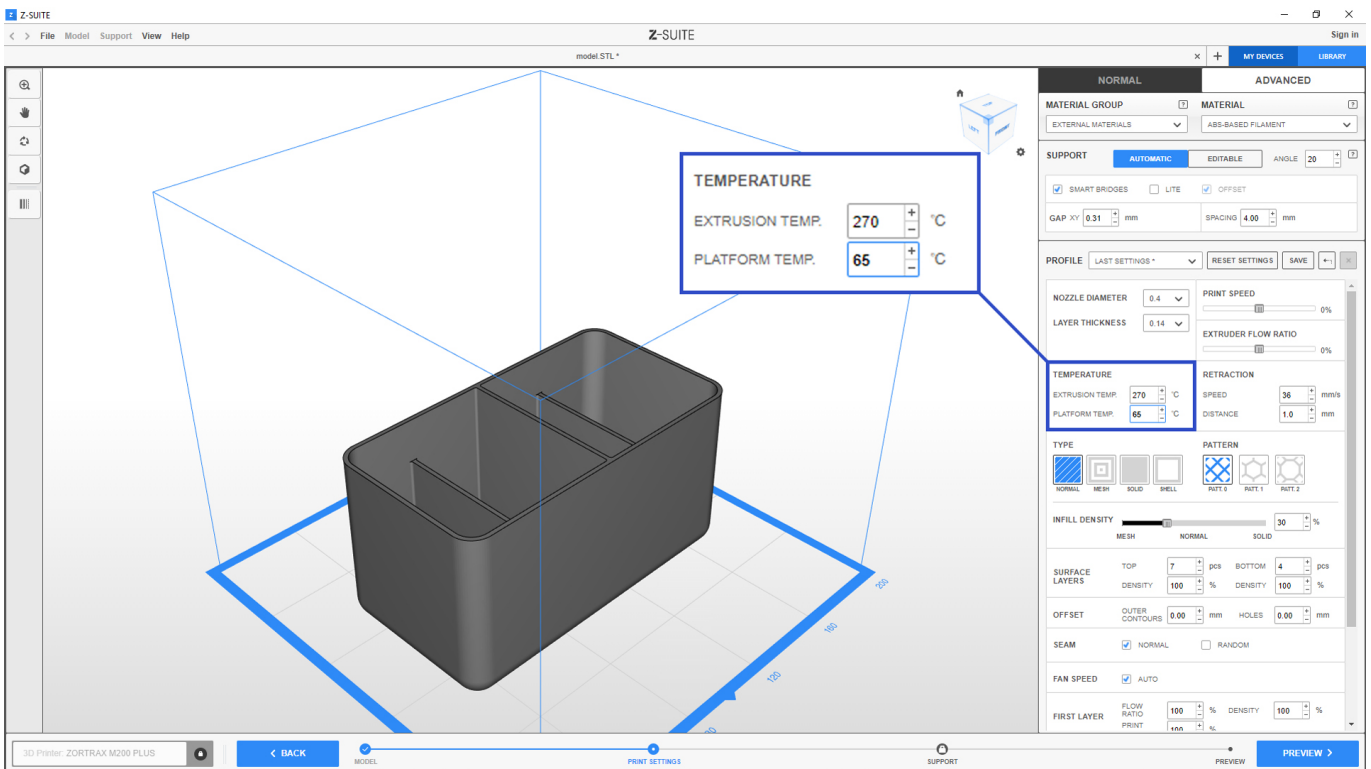 Z-SUITE
File Model Support View Help
Z-SUITE
Sign in
model.STL *
MY DEVICES
LIBRARY
NORMAL
ADVANCED
MATERIAL GROUP ?
MATERIAL ?
EXTERNAL MATERIALS
ABS-BASED FILAMENT
SUPPORT AUTOMATIC EDITABLE ANGLE 20 ?
SMART BRIDGES LITE OFFSET
GAP XY 0.31 mm
SPACING 4.00 mm
PROFILE LAST SETTINGS * RESET SETTINGS SAVE
NOZZLE DIAMETER 0.4
LAYER THICKNESS 0.14
PRINT SPEED
0%
EXTRUDER FLOW RATIO
0%
TEMPERATURE
EXTRUSION TEMP. 270 °C
PLATFORM TEMP. 65 °C
TEMPERATURE
EXTRUSION TEMP. 270 °C
PLATFORM TEMP. 65 °C
RETRACTION
SPEED 36 mm/s
DISTANCE 1.0 mm
TYPE
NORMAL MESH SOLID SHELL
PATTERN
PATT. 0 PATT. 1 PATT. 2
INFILL DENSITY 30 %
MESH NORMAL SOLID
SURFACE LAYERS
TOP 7 pcs BOTTOM 4 pcs
DENSITY 100 % DENSITY 100 %
OFFSET OUTER CONTOURS 0.00 mm HOLES 0.00 mm
SEAM NORMAL RANDOM
FAN SPEED AUTO
FIRST LAYER FLOW RATIO 100 % DENSITY 100 %
PRINT 100 %
LEFT
FRONT
200
160
120
80
3D Printer: ZORTRAX M200 PLUS
< BACK
MODEL
PRINT SETTINGS
SUPPORT
PREVIEW
PREVIEW >